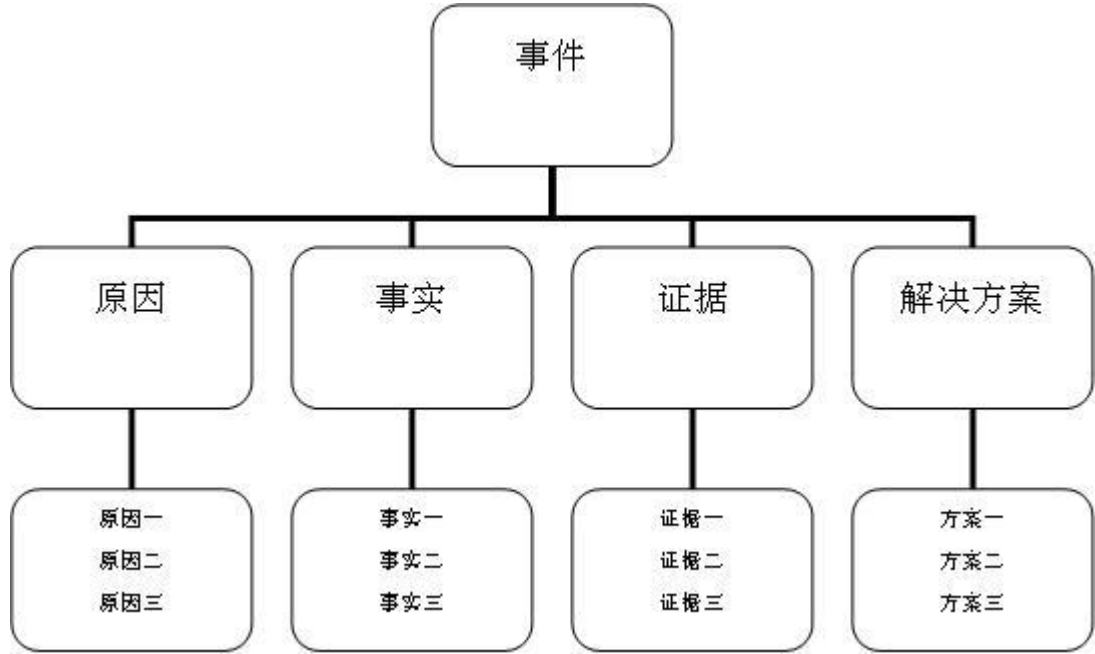 事件
原因
事实
证据
解决方案
原因一
原因二
原因三
事实一
事实二
事实三
证据一
证据二
证据三
方案一
方案二
方案三